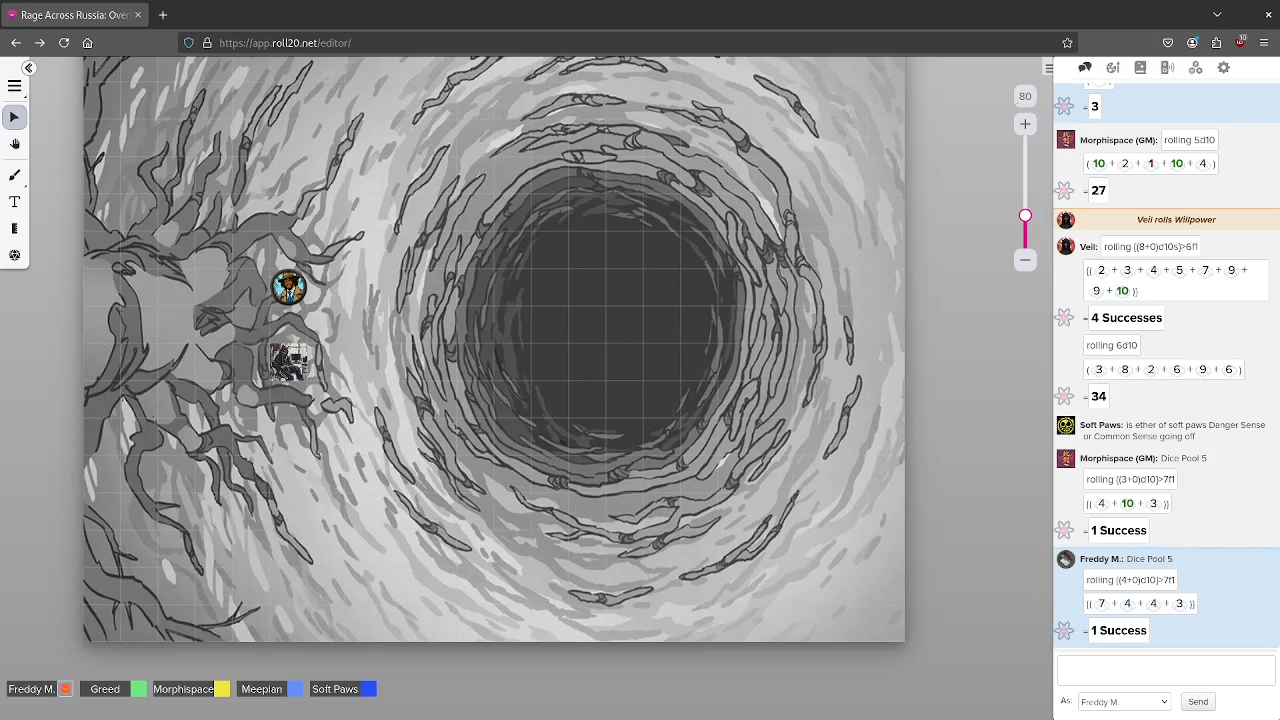 Rage Across Russia: Over
https://app.roll20.net/editor/
10
80
= 3
Morphispace (GM): rolling 5d10
( 10 + 2 + 1 + 10 + 4 )
= 27
Veil rolls Willpower
Veil: rolling {(8+0)d10s}>6f1
({ 2 + 3 + 4 + 5 + 7 + 9 +
9 + 10 })
= 4 Successes
rolling 6d10
( 3 + 8 + 2 + 6 + 9 + 6 )
= 34
Soft Paws: is ether of soft paws Danger Sense
or Common Sense going off
Morphispace (GM): Dice Pool 5
rolling {(3+0)d10}>7f1
({ 4 + 10 + 3 })
= 1 Success
Freddy M.: Dice Pool 5
rolling {(4+0)d10}>7f1
({ 7 + 4 + 4 + 3 })
= 1 Success
Freddy M.
Greed
Morphispace
Meepian
Soft Paws
As:
Freddy M.
Send